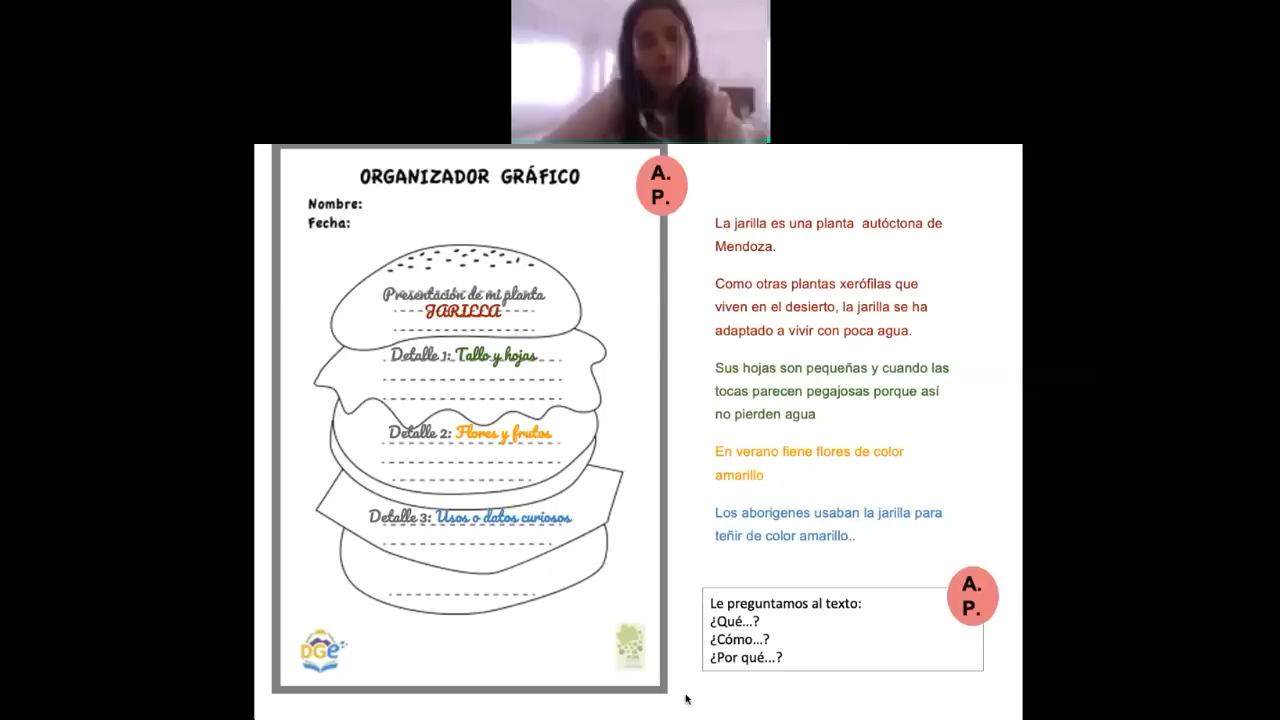 ORGANIZADOR GRÁFICO
Nombre:
Fecha:
Presentación de mi planta
JARILLA
Detalle 1: Tallo y hojas
Detalle 2: Flores y frutos
Detalle 3: Usos o datos curiosos
DGe
A.
P.
La jarilla es una planta autóctona de
Mendoza.
Como otras plantas xerófilas que
viven en el desierto, la jarilla se ha
adaptado a vivir con poca agua.
Sus hojas son pequeñas y cuando las
tocas parecen pegajosas porque así
no pierden agua
En verano fiene flores de color
amarillo
Los aborigenes usaban la jarilla para
teñir de color amarillo..
A.
P.
Le preguntamos al texto:
¿Qué...?
¿Cómo...?
¿Por qué...?